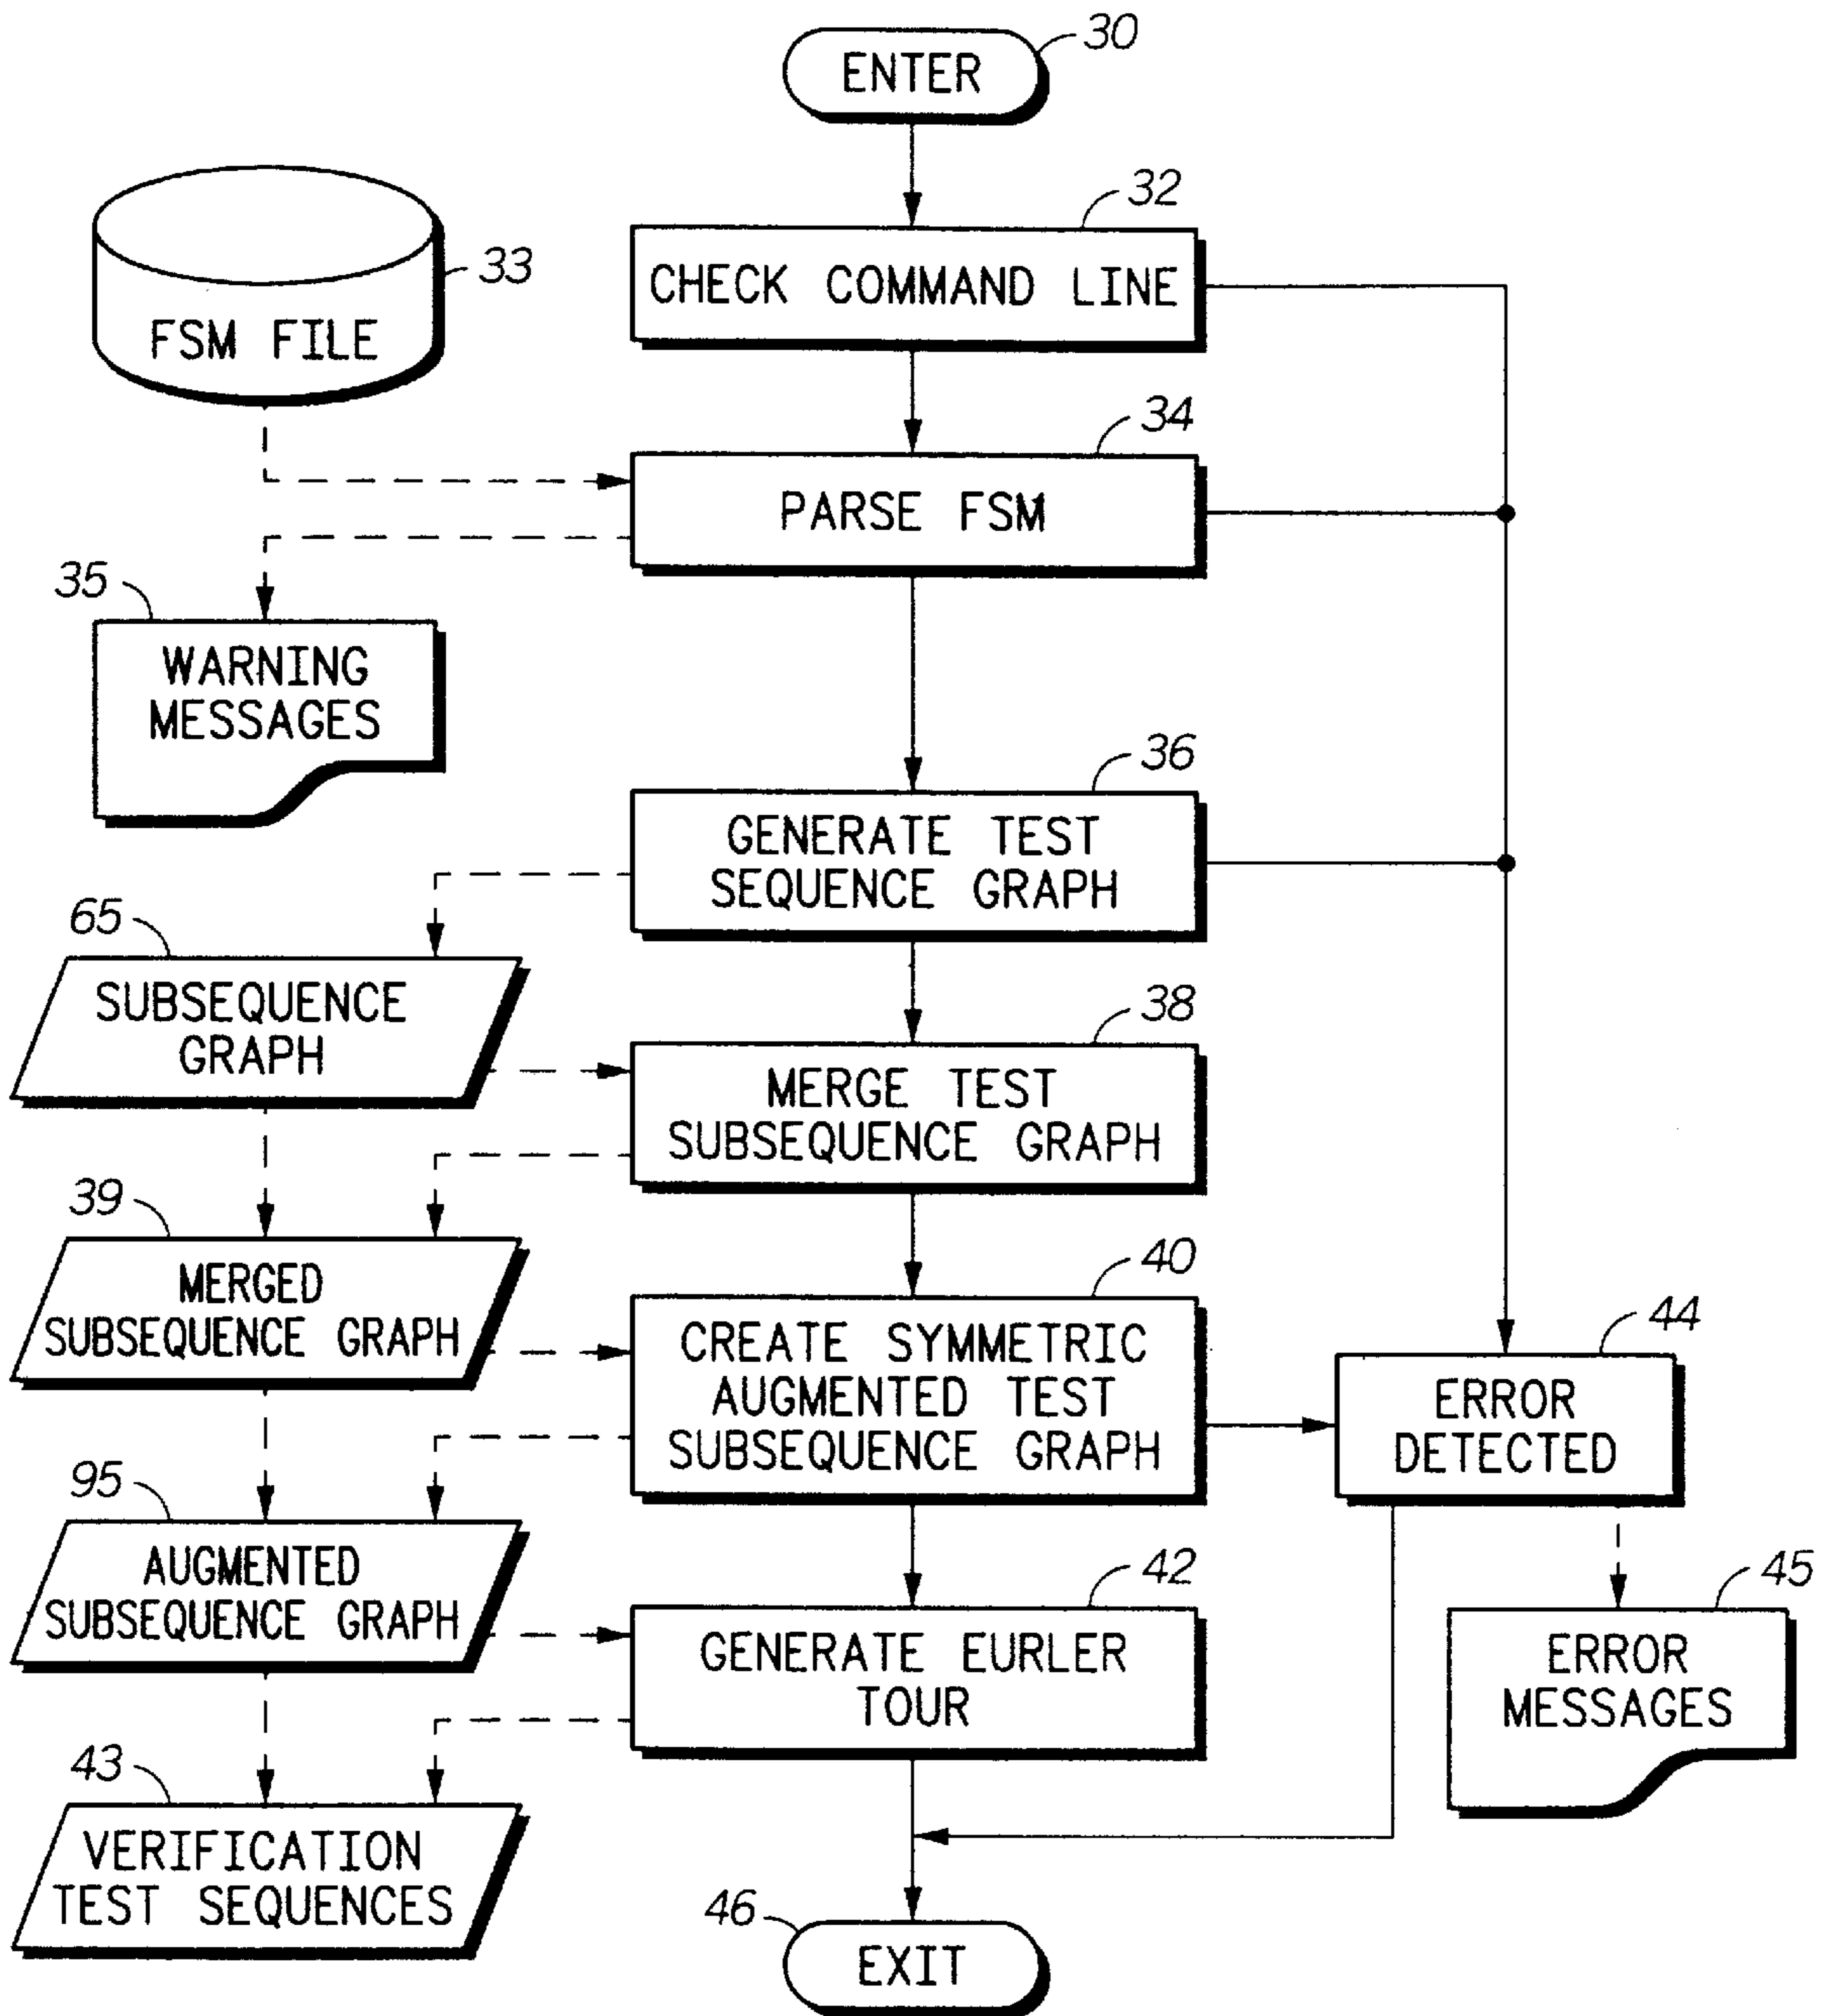 30
ENTER
32
CHECK COMMAND LINE
33
FSM FILE
34
PARSE FSM
35
WARNING
MESSAGES
36
GENERATE TEST
SEQUENCE GRAPH
65
SUBSEQUENCE
GRAPH
38
MERGE TEST
SUBSEQUENCE GRAPH
39
MERGED
SUBSEQUENCE GRAPH
40
CREATE SYMMETRIC
AUGMENTED TEST
SUBSEQUENCE GRAPH
44
ERROR
DETECTED
95
AUGMENTED
SUBSEQUENCE GRAPH
42
GENERATE EURLER
TOUR
45
ERROR
MESSAGES
43
VERIFICATION
TEST SEQUENCES
46
EXIT